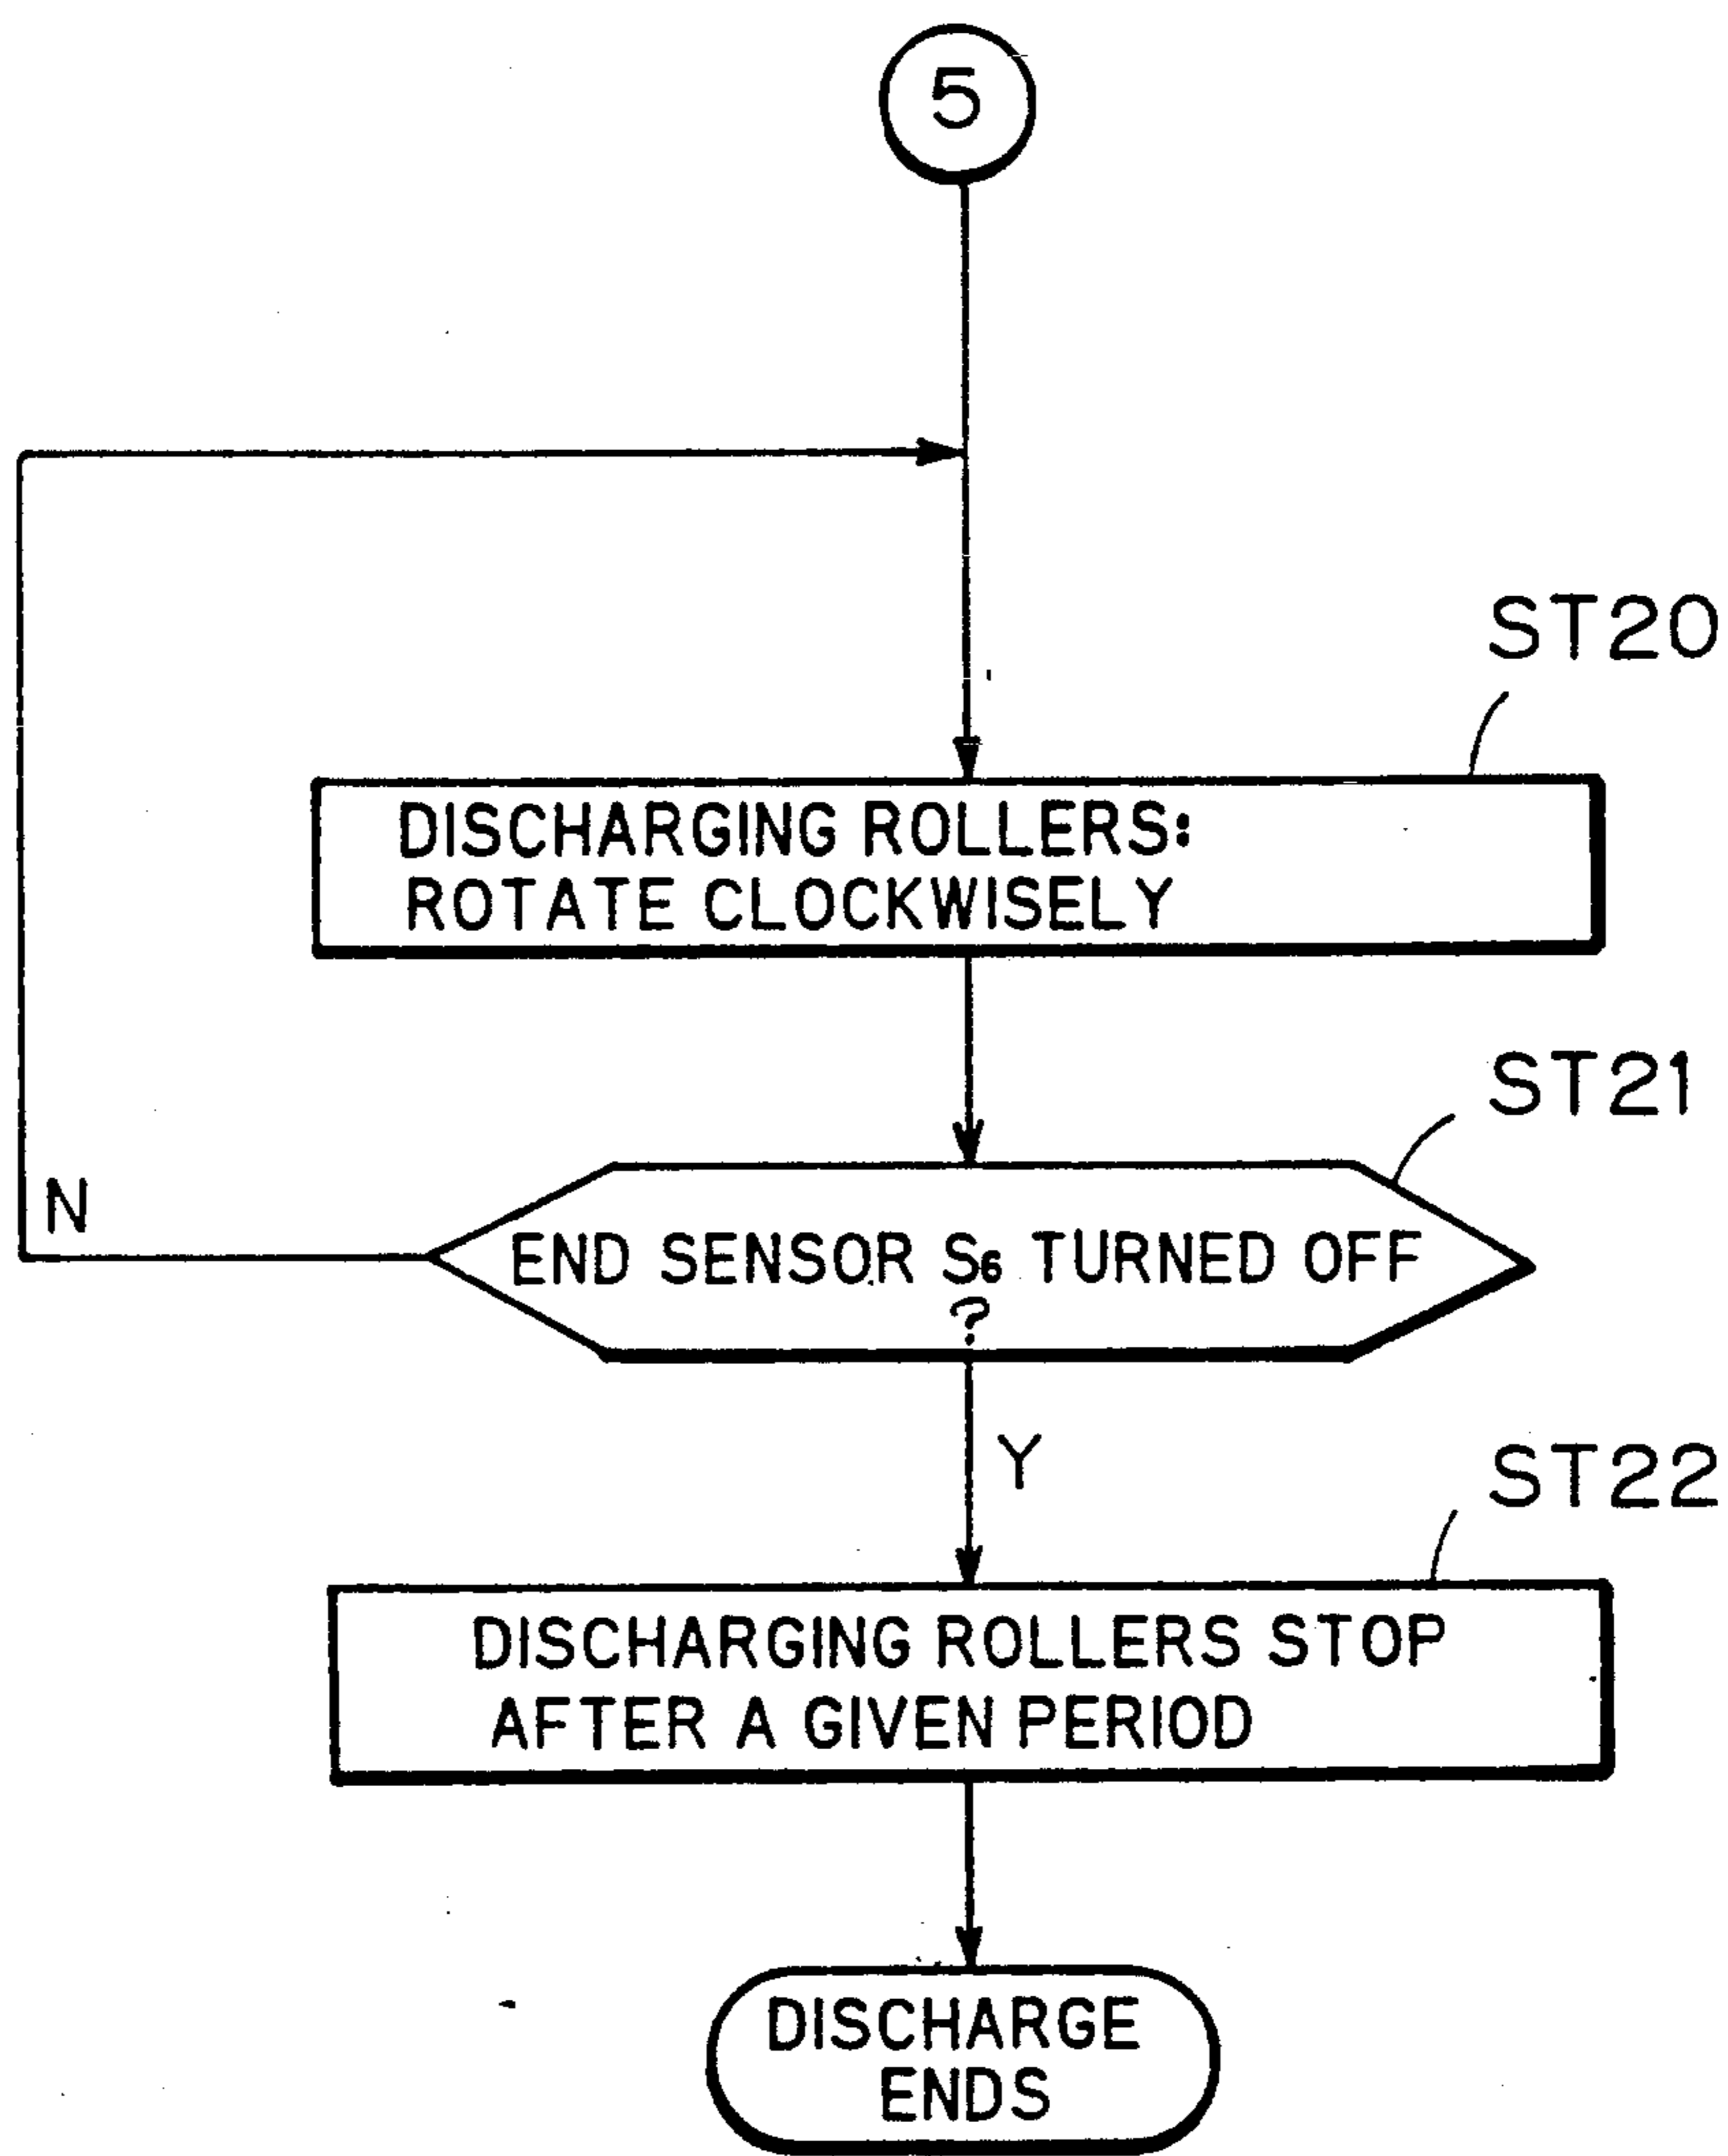 5
ST20
DISCHARGING ROLLERS:
ROTATE CLOCKWISELY
ST21
N
END SENSOR S6 TURNED OFF
?
Y
ST22
DISCHARGING ROLLERS STOP
AFTER A GIVEN PERIOD
DISCHARGE
ENDS